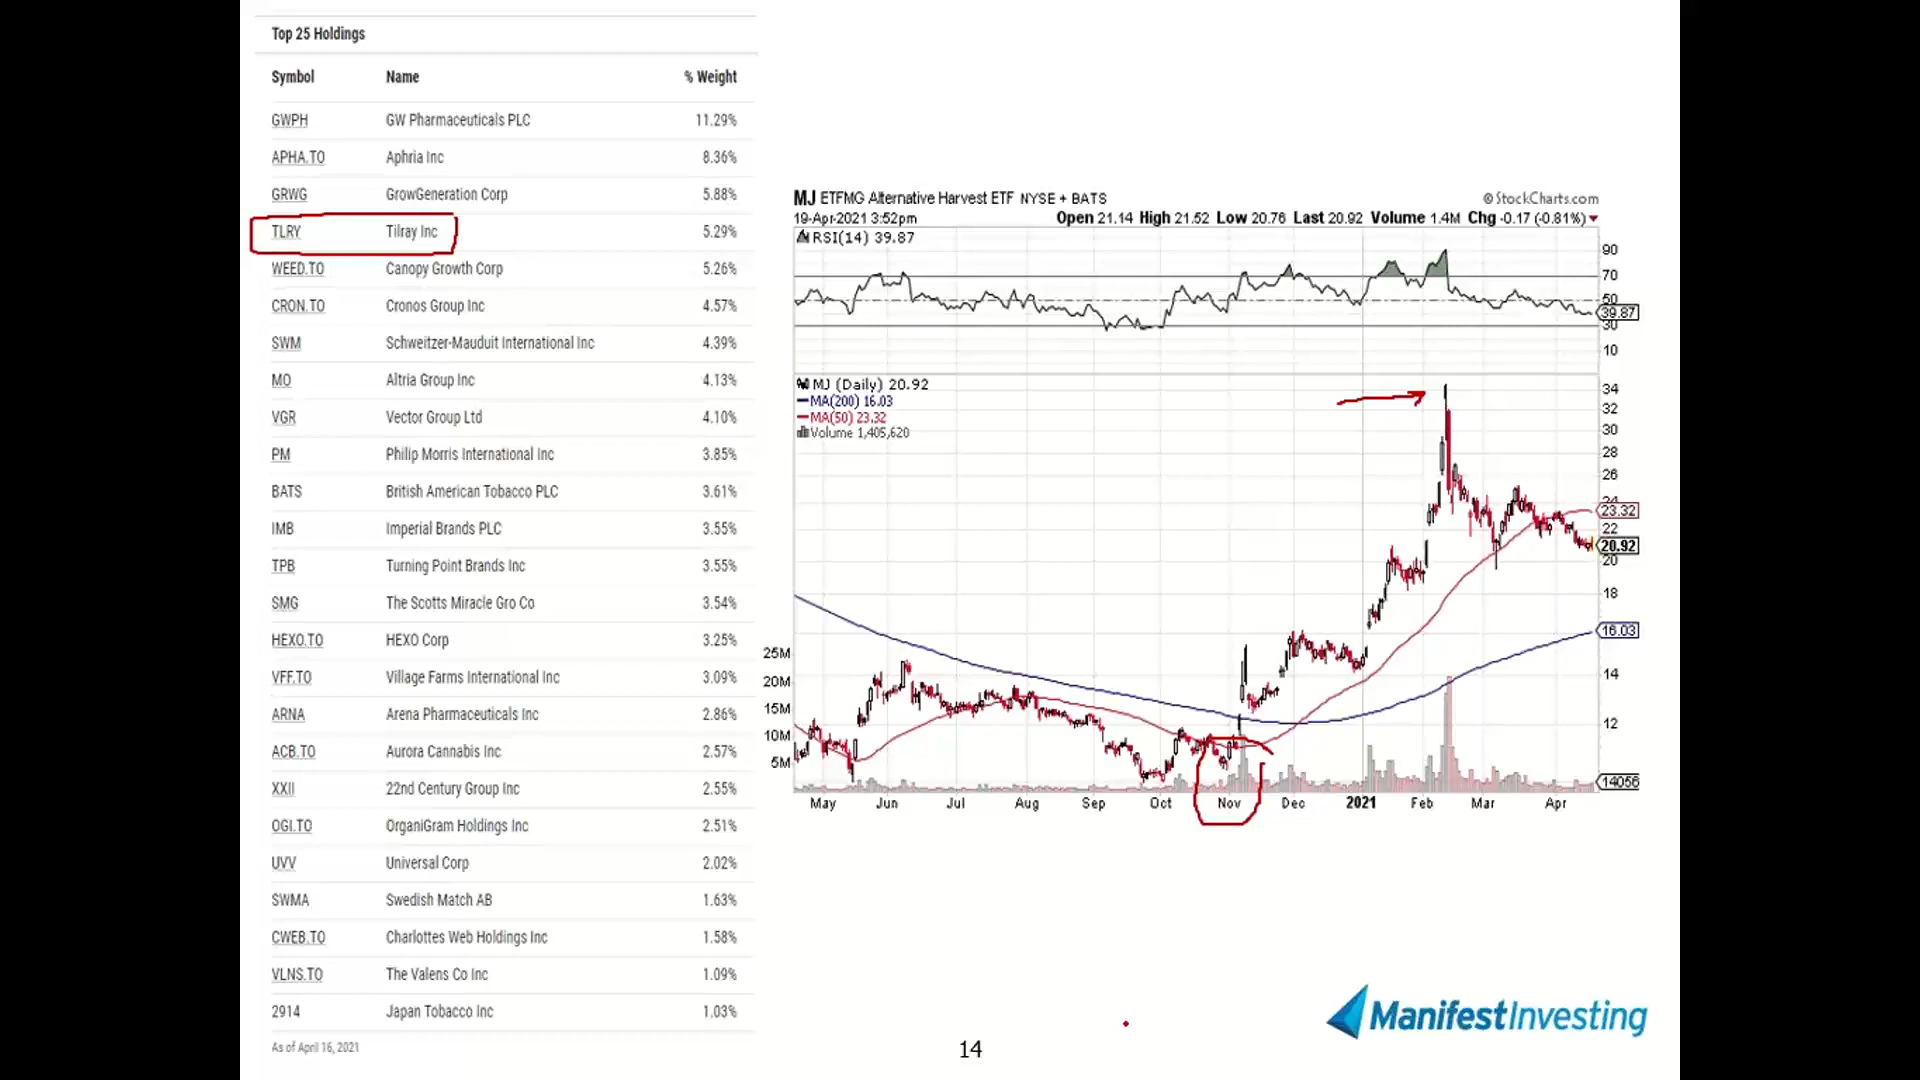 Top 25 Holdings
Symbol Name % Weight
GWPH GW Pharmaceuticals PLC 11.29%
APHA.TO Aphria Inc 8.36%
GRWG GrowGeneration Corp 5.88%
TLRY Tilray Inc 5.29%
WEED.TO Canopy Growth Corp 5.26%
CRON.TO Cronos Group Inc 4.57%
SWM Schweitzer-Mauduit International Inc 4.39%
MO Altria Group Inc 4.13%
VGR Vector Group Ltd 4.10%
PM Philip Morris International Inc 3.85%
BATS British American Tobacco PLC 3.61%
IMB Imperial Brands PLC 3.55%
TPB Turning Point Brands Inc 3.55%
SMG The Scotts Miracle Gro Co 3.54%
HEXO.TO HEXO Corp 3.25%
VFF.TO Village Farms International Inc 3.09%
ARNA Arena Pharmaceuticals Inc 2.86%
ACB.TO Aurora Cannabis Inc 2.57%
XXII 22nd Century Group Inc 2.55%
OGI.TO OrganiGram Holdings Inc 2.51%
UVV Universal Corp 2.02%
SWMA Swedish Match AB 1.63%
CWEB.TO Charlottes Web Holdings Inc 1.58%
VLNS.TO The Valens Co Inc 1.09%
2914 Japan Tobacco Inc 1.03%
As of April 16, 2021
MJ ETFMG Alternative Harvest ETF NYSE + BATS © StockCharts.com
19-Apr-2021 3:52pm Open 21.14 High 21.52 Low 20.76 Last 20.92 Volume 1.4M Chg -0.17 (-0.81%)
RSI(14) 39.87
90
70
50
39.87
30
10
MJ (Daily) 20.92
MA(200) 16.03
MA(50) 23.32
Volume 1,405,620
34
32
30
28
26
24
23.32
22
20.92
20
18
16.03
14
12
14056
25M
20M
15M
10M
5M
May Jun Jul Aug Sep Oct Nov Dec 2021 Feb Mar Apr
ManifestInvesting
14